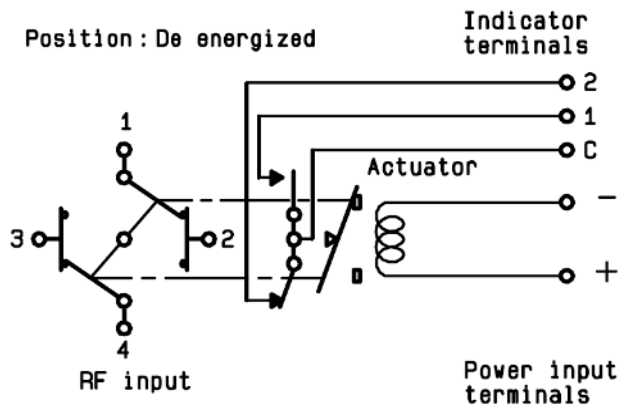 Position : De energized
Indicator
terminals
2
1
C
1
Actuator
−
3
2
+
4
RF input
Power input
terminals